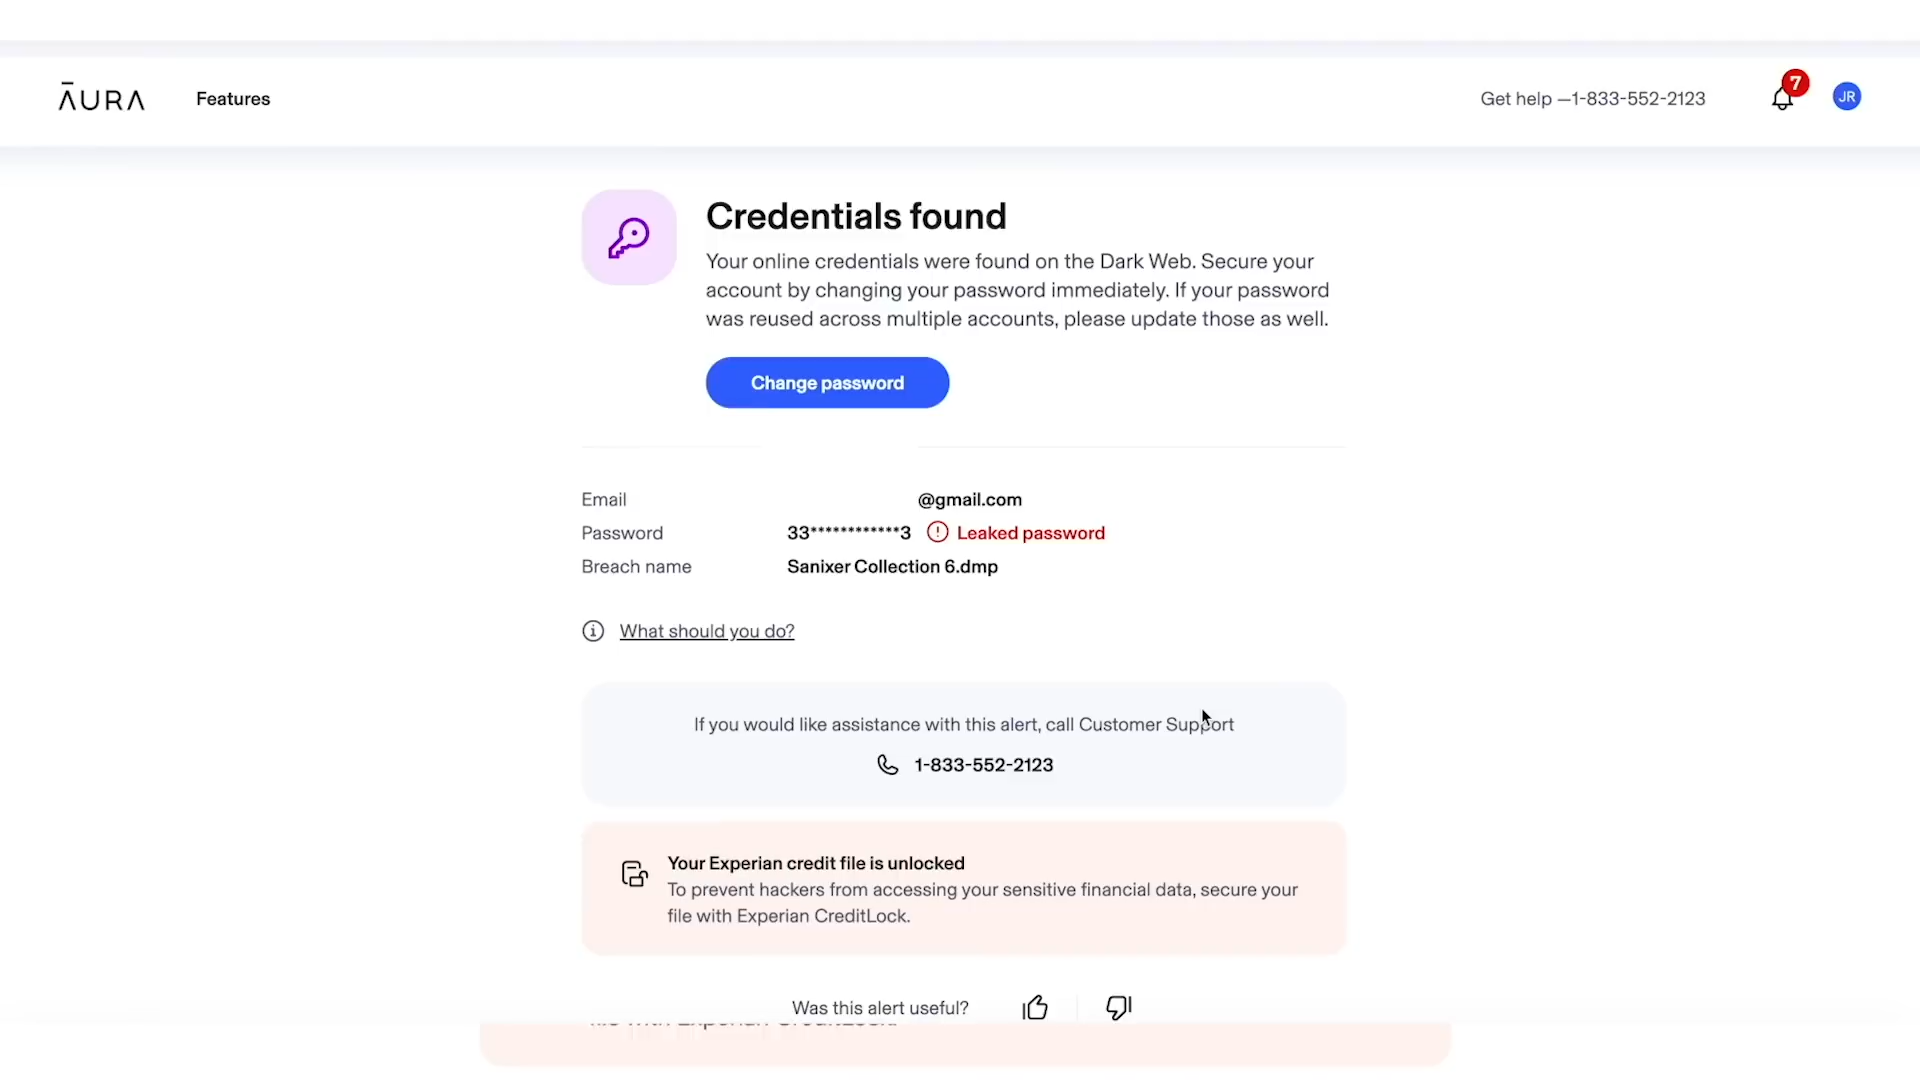 ĀURA
Features
Get help —1-833-552-2123
7
JR
Credentials found
Your online credentials were found on the Dark Web. Secure your
account by changing your password immediately. If your password
was reused across multiple accounts, please update those as well.
Change password
Email @gmail.com
Password 33************3 Leaked password
Breach name Sanixer Collection 6.dmp
What should you do?
If you would like assistance with this alert, call Customer Support
1-833-552-2123
Your Experian credit file is unlocked
To prevent hackers from accessing your sensitive financial data, secure your
file with Experian CreditLock.
Was this alert useful?
file with Experian CreditLock.